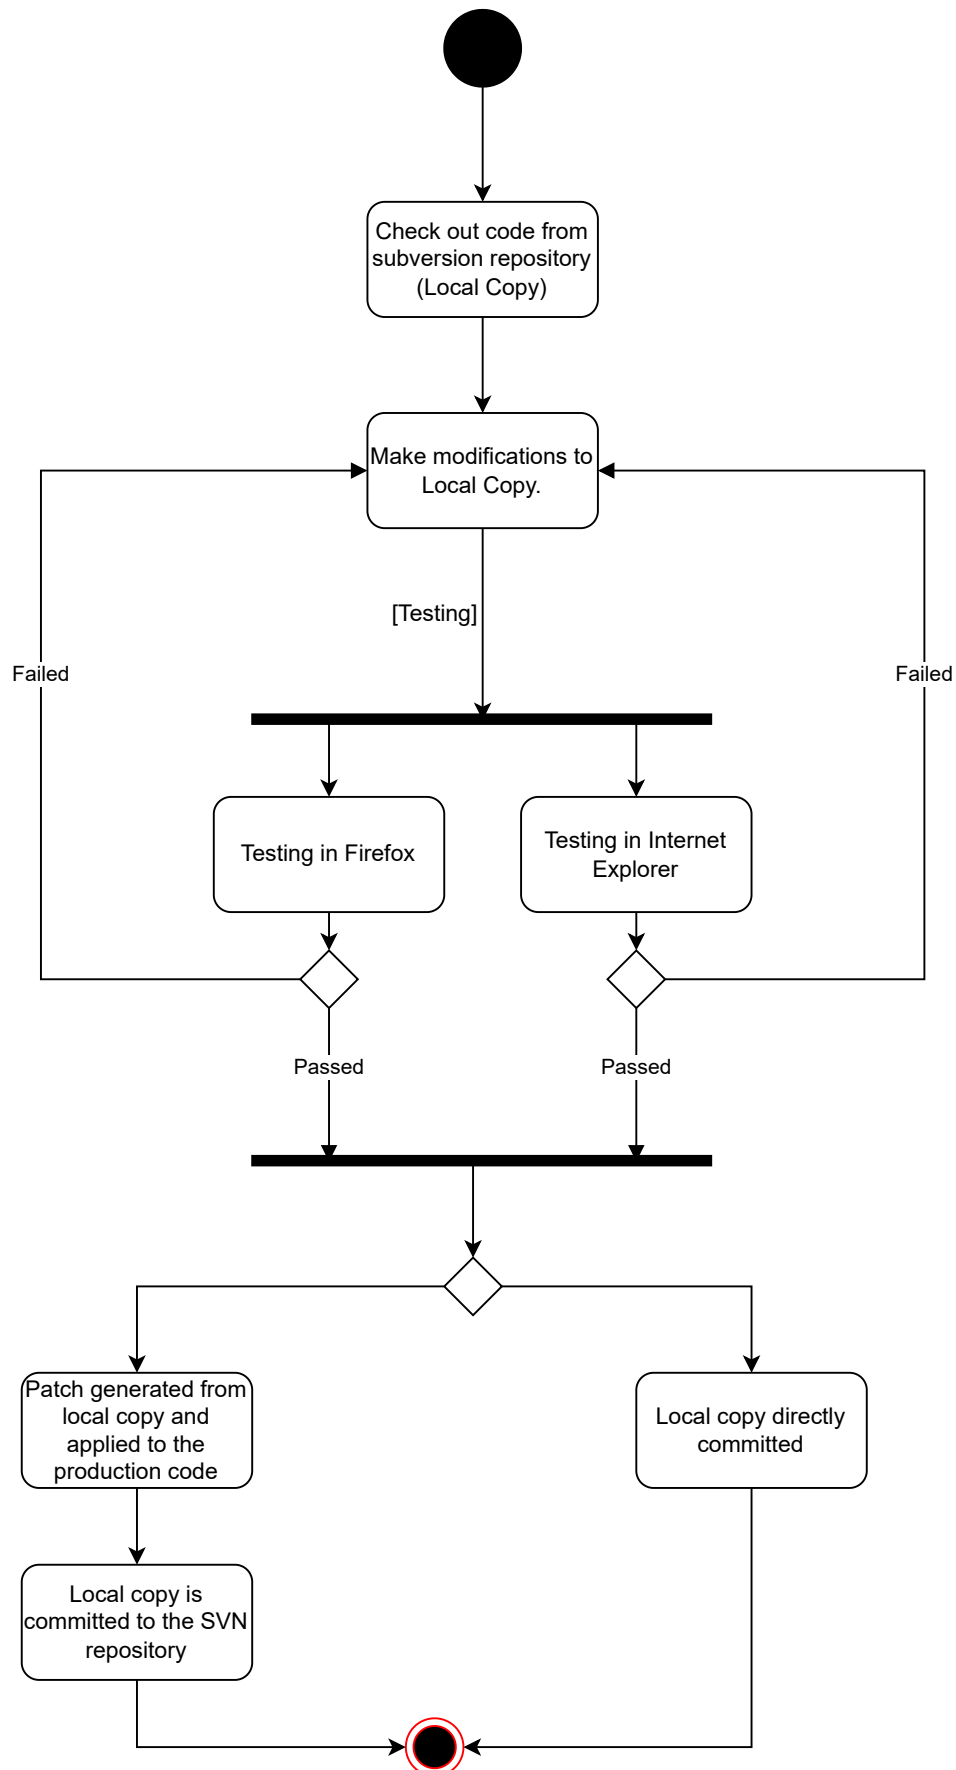 Check out code from
subversion repository
(Local Copy)
Make modifications to
Local Copy.
[Testing]
Failed
Failed
Testing in Firefox
Testing in Internet
Explorer
Passed
Passed
Patch generated from
local copy and
applied to the
production code
Local copy directly
committed
Local copy is
committed to the SVN
repository